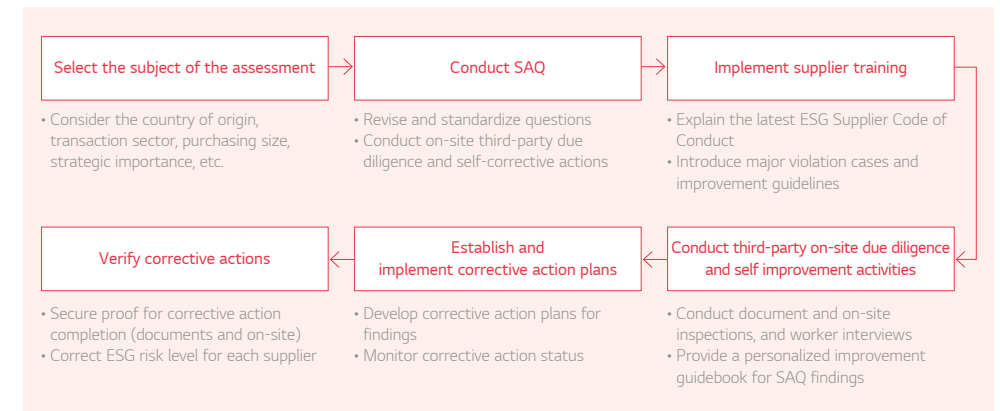 Select the subject of the assessment
• Consider the country of origin,
transaction sector, purchasing size,
strategic importance, etc.
Conduct SAQ
• Revise and standardize questions
• Conduct on-site third-party due
diligence and self-corrective actions
Implement supplier training
• Explain the latest ESG Supplier Code of
Conduct
• Introduce major violation cases and
improvement guidelines
Conduct third-party on-site due diligence
and self improvement activities
• Conduct document and on-site
inspections, and worker interviews
• Provide a personalized improvement
guidebook for SAQ findings
Establish and
implement corrective action plans
• Develop corrective action plans for
findings
• Monitor corrective action status
Verify corrective actions
• Secure proof for corrective action
completion (documents and on-site)
• Correct ESG risk level for each supplier